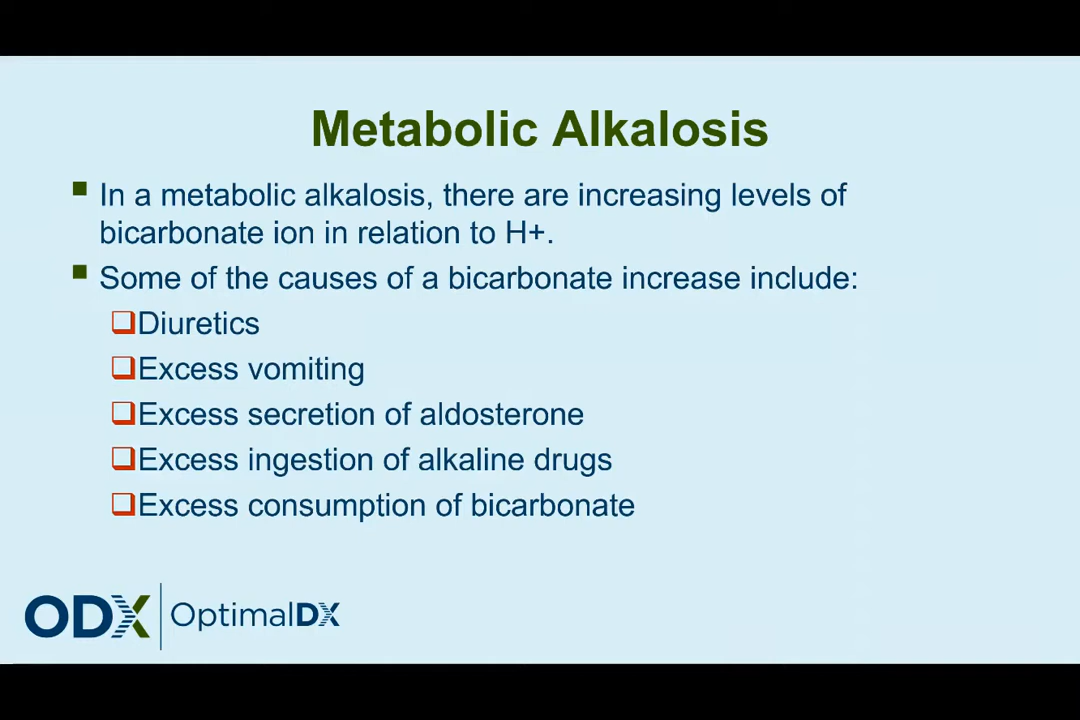 Metabolic Alkalosis
In a metabolic alkalosis, there are increasing levels of
bicarbonate ion in relation to H+.
Some of the causes of a bicarbonate increase include:
Diuretics
Excess vomiting
Excess secretion of aldosterone
Excess ingestion of alkaline drugs
Excess consumption of bicarbonate
ODX | OptimalDX